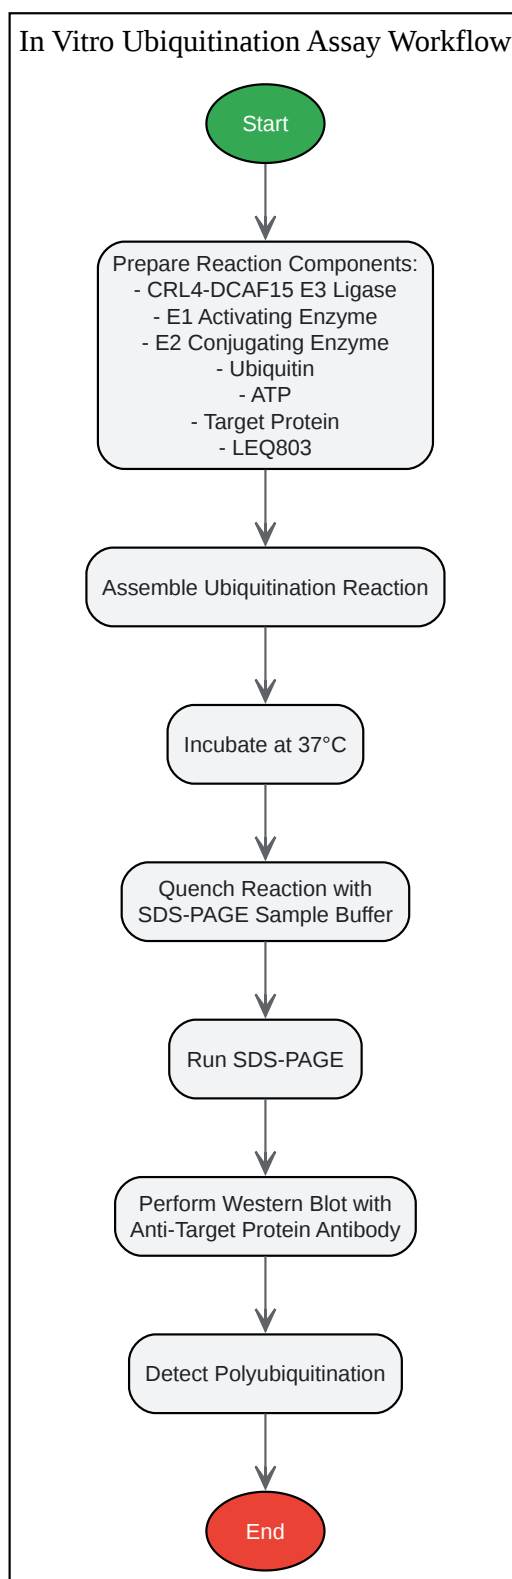 In Vitro Ubiquitination Assay Workflow
Start
Prepare Reaction Components:
- CRL4-DCAF15 E3 Ligase
- E1 Activating Enzyme
- E2 Conjugating Enzyme
- Ubiquitin
- ATP
- Target Protein
- LEQ803
Assemble Ubiquitination Reaction
Incubate at 37°C
Quench Reaction with
SDS-PAGE Sample Buffer
Run SDS-PAGE
Perform Western Blot with
Anti-Target Protein Antibody
Detect Polyubiquitination
End